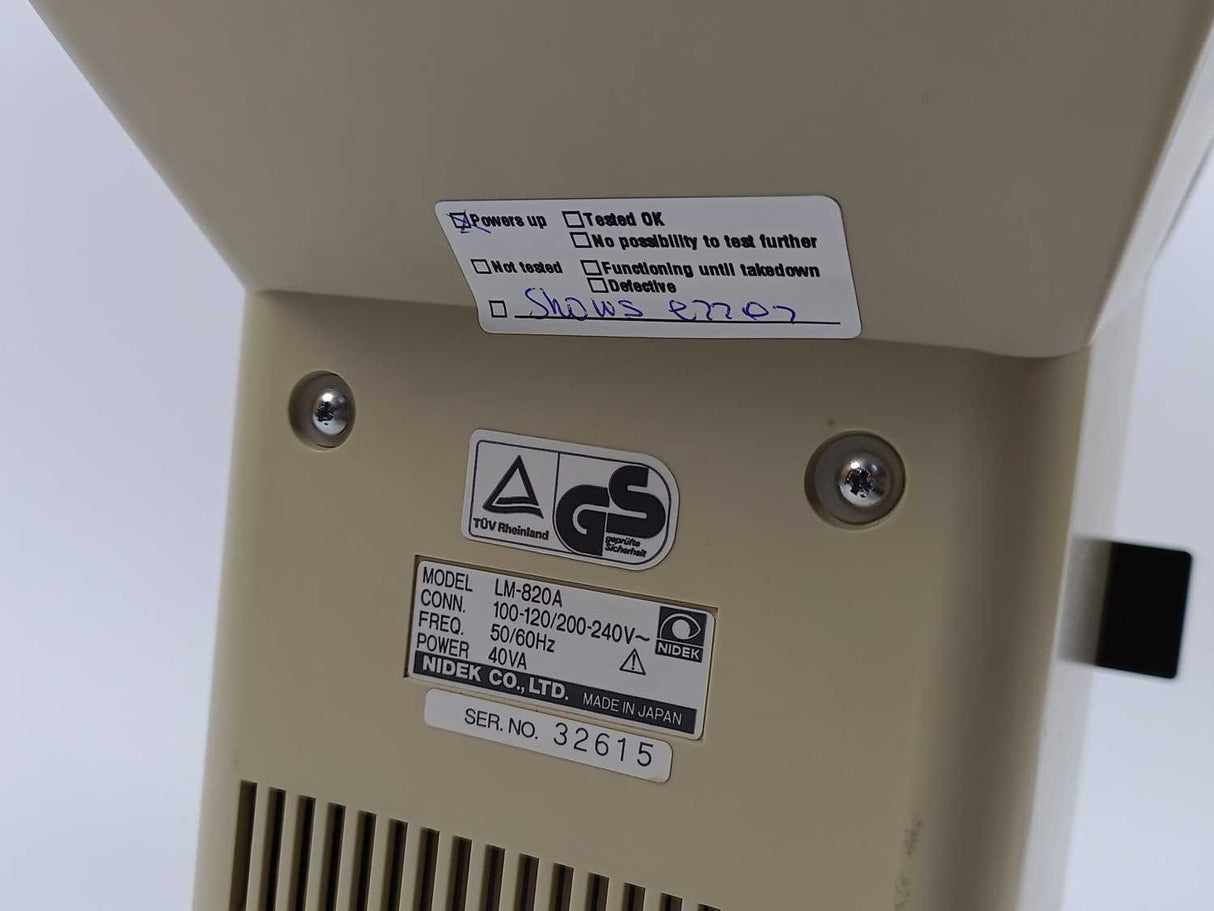 Powers up Tested OK
No possibility to test further
Not tested Functioning until takedown
Defective
Shows error
TÜV Rheinland
GS
geprüfte
Sicherheit
MODEL LM-820A
CONN. 100-120/200-240V~
FREQ. 50/60Hz
POWER 40VA
NIDEK
NIDEK CO., LTD. MADE IN JAPAN
SER. NO. 32615